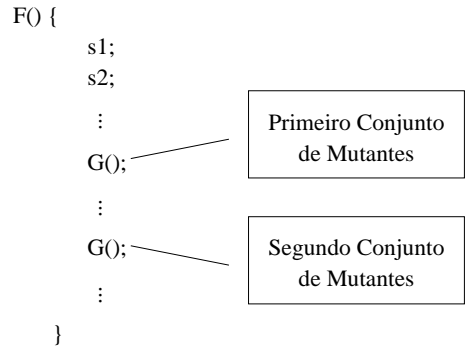 F() {
s1;
s2;
⋮
Primeiro Conjunto
de Mutantes
G();
⋮
G();
Segundo Conjunto
de Mutantes
⋮
}